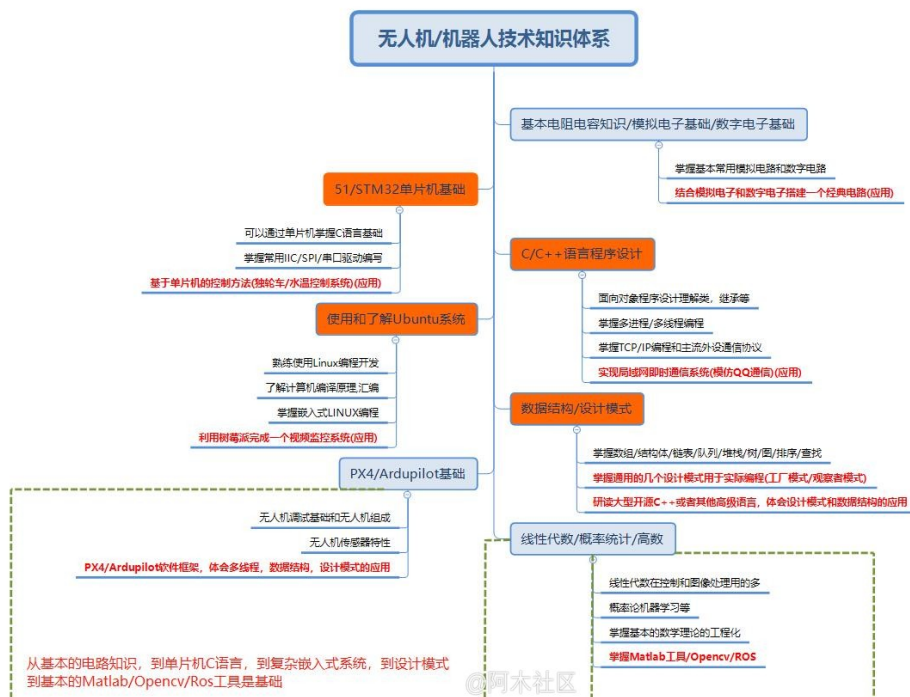 无人机/机器人技术知识体系
基本电阻电容知识/模拟电子基础/数字电子基础
掌握基本常用模拟电路和数字电路
结合模拟电子和数字电子搭建一个经典电路(应用)
51/STM32单片机基础
可以通过单片机掌握C语言基础
掌握常用IIC/SPI/串口驱动编写
基于单片机的控制方法(独轮车/水温控制系统)(应用)
C/C++语言程序设计
面向对象程序设计理解类，继承等
掌握多进程/多线程编程
掌握TCP/IP编程和主流外设通信协议
实现局域网即时通信系统(模仿QQ通信)(应用)
使用和了解Ubuntu系统
熟练使用Linux编程开发
了解计算机编译原理,汇编
掌握嵌入式LINUX编程
利用树莓派完成一个视频监控系统(应用)
数据结构/设计模式
掌握数组/结构体/链表/队列/堆栈/树/图/排序/查找
掌握通用的几个设计模式用于实际编程(工厂模式/观察者模式)
研读大型开源C++或者其他高级语言，体会设计模式和数据结构的应用
PX4/Ardupilot基础
无人机调试基础和无人机组成
无人机传感器特性
PX4/Ardupilot软件框架，体会多线程，数据结构，设计模式的应用
线性代数/概率统计/高数
线性代数在控制和图像处理用的多
概率论机器学习等
掌握基本的数学理论的工程化
掌握Matlab工具/Opencv/ROS
从基本的电路知识，到单片机C语言，到复杂嵌入式系统，到设计模式
到基本的Matlab/Opencv/Ros工具是基础
@阿木社区